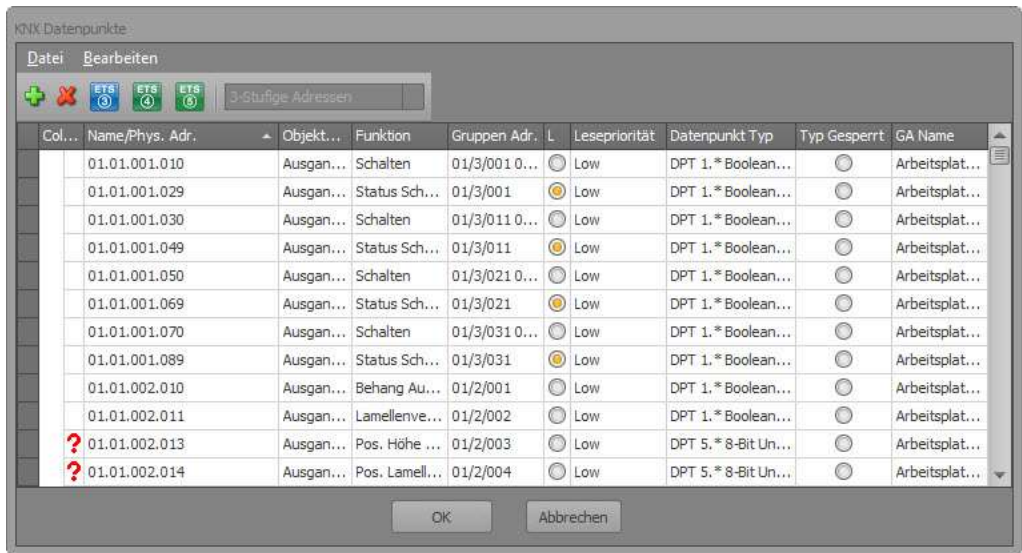 KNX Datenpunkte
Datei Bearbeiten
ETS 3 ETS 4 ETS 5 3-Stufige Adressen
Col... Name/Phys. Adr. Objekt... Funktion Gruppen Adr. L Lesepriorität Datenpunkt Typ Typ Gesperrt GA Name
01.01.001.010 Ausgan... Schalten 01/3/001 0... Low DPT 1.* Boolean... Arbeitsplat...
01.01.001.029 Ausgan... Status Sch... 01/3/001 Low DPT 1.* Boolean... Arbeitsplat...
01.01.001.030 Ausgan... Schalten 01/3/011 0... Low DPT 1.* Boolean... Arbeitsplat...
01.01.001.049 Ausgan... Status Sch... 01/3/011 Low DPT 1.* Boolean... Arbeitsplat...
01.01.001.050 Ausgan... Schalten 01/3/021 0... Low DPT 1.* Boolean... Arbeitsplat...
01.01.001.069 Ausgan... Status Sch... 01/3/021 Low DPT 1.* Boolean... Arbeitsplat...
01.01.001.070 Ausgan... Schalten 01/3/031 0... Low DPT 1.* Boolean... Arbeitsplat...
01.01.001.089 Ausgan... Status Sch... 01/3/031 Low DPT 1.* Boolean... Arbeitsplat...
01.01.002.010 Ausgan... Behang Au... 01/2/001 Low DPT 1.* Boolean... Arbeitsplat...
01.01.002.011 Ausgan... Lamellenve... 01/2/002 Low DPT 1.* Boolean... Arbeitsplat...
? 01.01.002.013 Ausgan... Pos. Höhe ... 01/2/003 Low DPT 5.* 8-Bit Un... Arbeitsplat...
? 01.01.002.014 Ausgan... Pos. Lamell... 01/2/004 Low DPT 5.* 8-Bit Un... Arbeitsplat...
OK Abbrechen